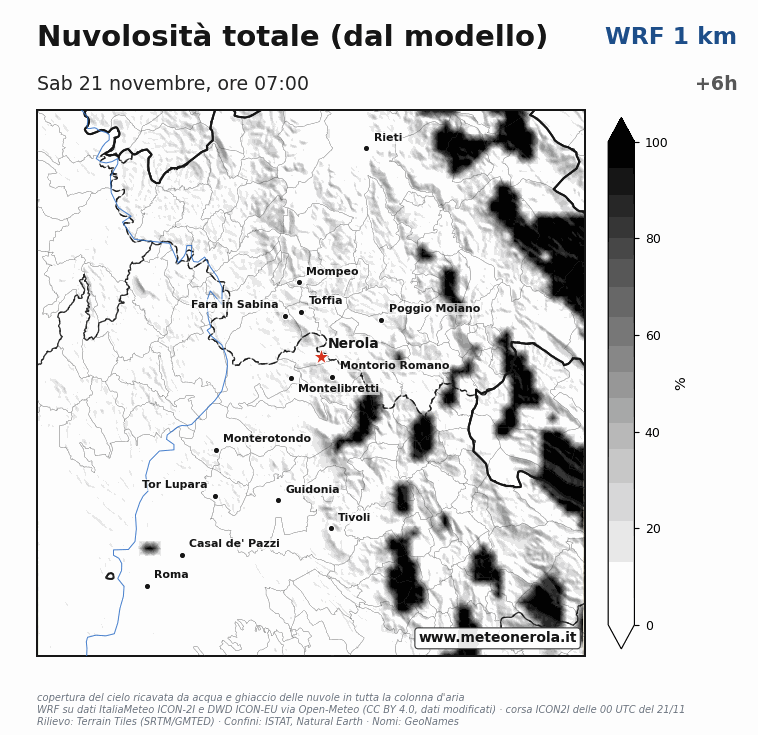 Nuvolosità totale (dal modello)
WRF 1 km
Sab 21 novembre, ore 07:00
+6h
Rieti
Mompeo
Fara in Sabina
Toffia
Poggio Moiano
Nerola
Montorio Romano
Montelibretti
Monterotondo
Tor Lupara
Guidonia
Tivoli
Casal de' Pazzi
Roma
www.meteonerola.it
100
80
60
40
20
0
%
copertura del cielo ricavata da acqua e ghiaccio delle nuvole in tutta la colonna d'aria
WRF su dati ItaliaMeteo ICON-2I e DWD ICON-EU via Open-Meteo (CC BY 4.0, dati modificati) · corsa ICON2I delle 00 UTC del 21/11
Rilievo: Terrain Tiles (SRTM/GMTED) · Confini: ISTAT, Natural Earth · Nomi: GeoNames